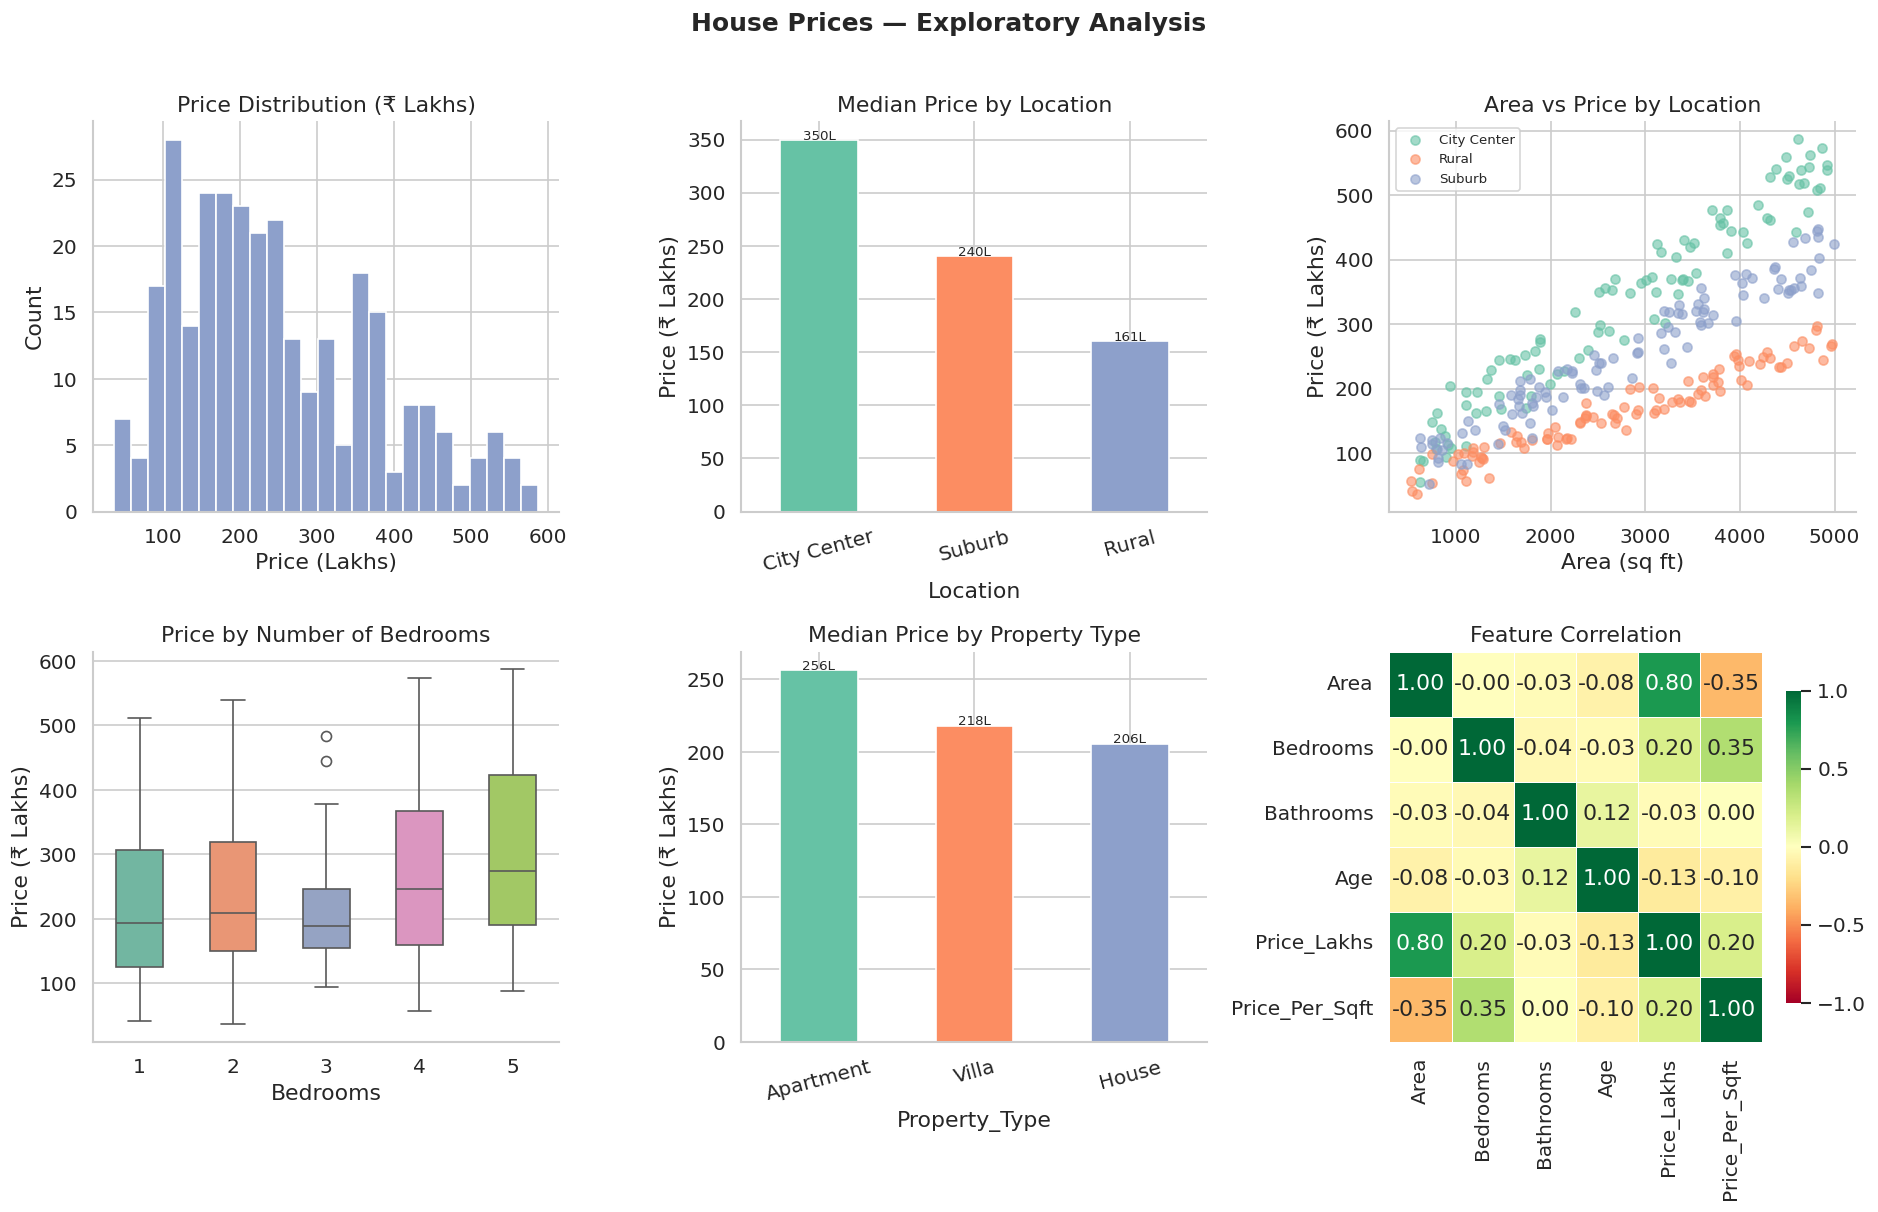 House Prices — Exploratory Analysis
Price Distribution (₹ Lakhs)
Count
25
20
15
10
5
0
100 200 300 400 500 600
Price (Lakhs)
Median Price by Location
Price (₹ Lakhs)
350
300
250
200
150
100
50
0
350L
240L
161L
City Center Suburb Rural
Location
Area vs Price by Location
Price (₹ Lakhs)
600
500
400
300
200
100
City Center
Rural
Suburb
1000 2000 3000 4000 5000
Area (sq ft)
Price by Number of Bedrooms
Price (₹ Lakhs)
600
500
400
300
200
100
1 2 3 4 5
Bedrooms
Median Price by Property Type
Price (₹ Lakhs)
250
200
150
100
50
0
256L
218L
206L
Apartment Villa House
Property_Type
Feature Correlation
Area 1.00 -0.00 -0.03 -0.08 0.80 -0.35
Bedrooms -0.00 1.00 -0.04 -0.03 0.20 0.35
Bathrooms -0.03 -0.04 1.00 0.12 -0.03 0.00
Age -0.08 -0.03 0.12 1.00 -0.13 -0.10
Price_Lakhs 0.80 0.20 -0.03 -0.13 1.00 0.20
Price_Per_Sqft -0.35 0.35 0.00 -0.10 0.20 1.00
Area Bedrooms Bathrooms Age Price_Lakhs Price_Per_Sqft
1.0
0.5
0.0
−0.5
−1.0